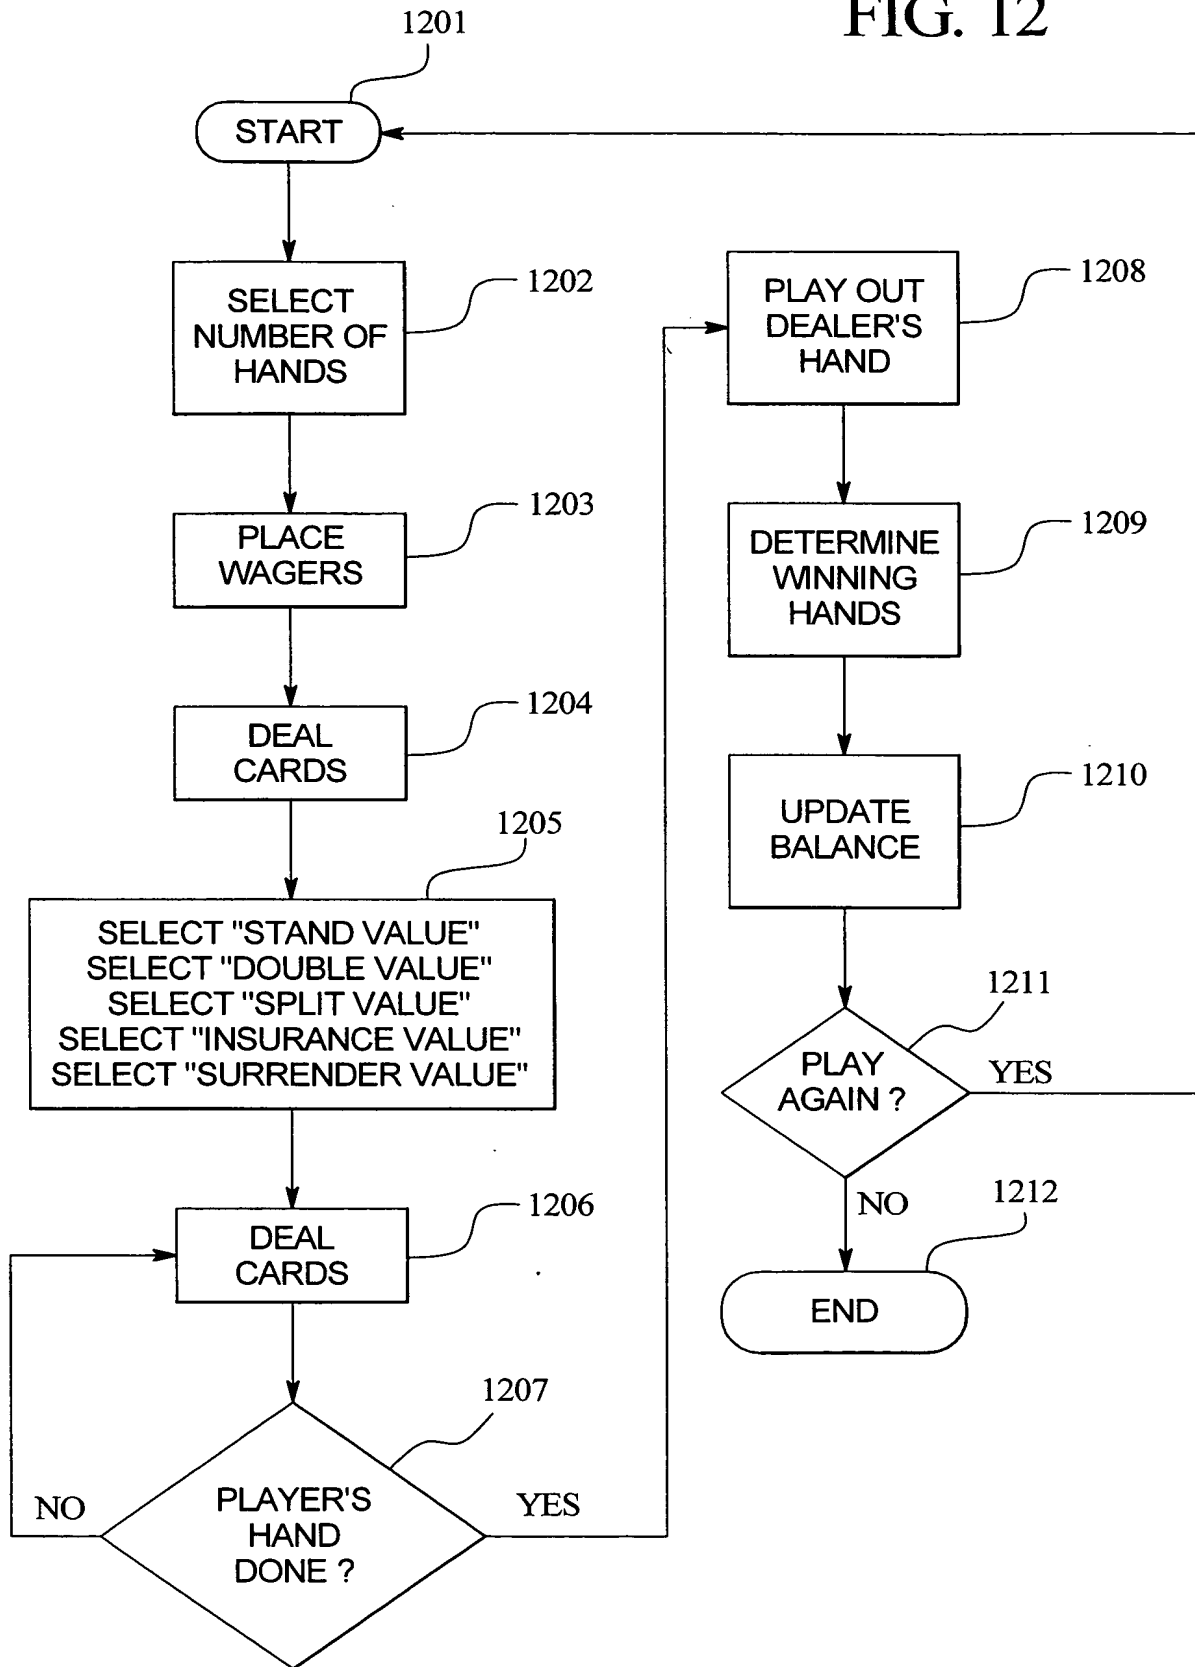 FIG. 12
1201
START
1202
SELECT
NUMBER OF
HANDS
1203
PLACE
WAGERS
1204
DEAL
CARDS
1205
SELECT "STAND VALUE"
SELECT "DOUBLE VALUE"
SELECT "SPLIT VALUE"
SELECT "INSURANCE VALUE"
SELECT "SURRENDER VALUE"
1206
DEAL
CARDS
1207
PLAYER'S
HAND
DONE ?
NO
YES
1208
PLAY OUT
DEALER'S
HAND
1209
DETERMINE
WINNING
HANDS
1210
UPDATE
BALANCE
1211
PLAY
AGAIN ?
YES
NO
1212
END